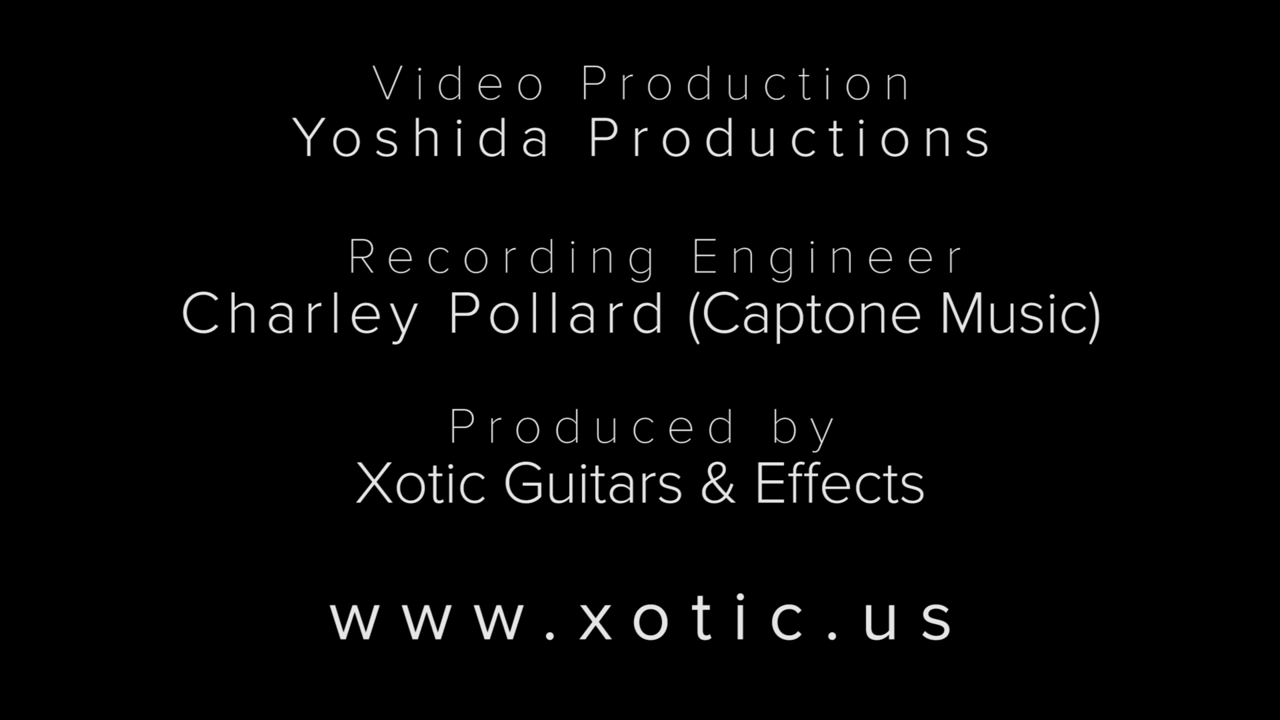 Video Production
Yoshida Productions
Recording Engineer
Charley Pollard (Captone Music)
Produced by
Xotic Guitars & Effects
www.xotic.us